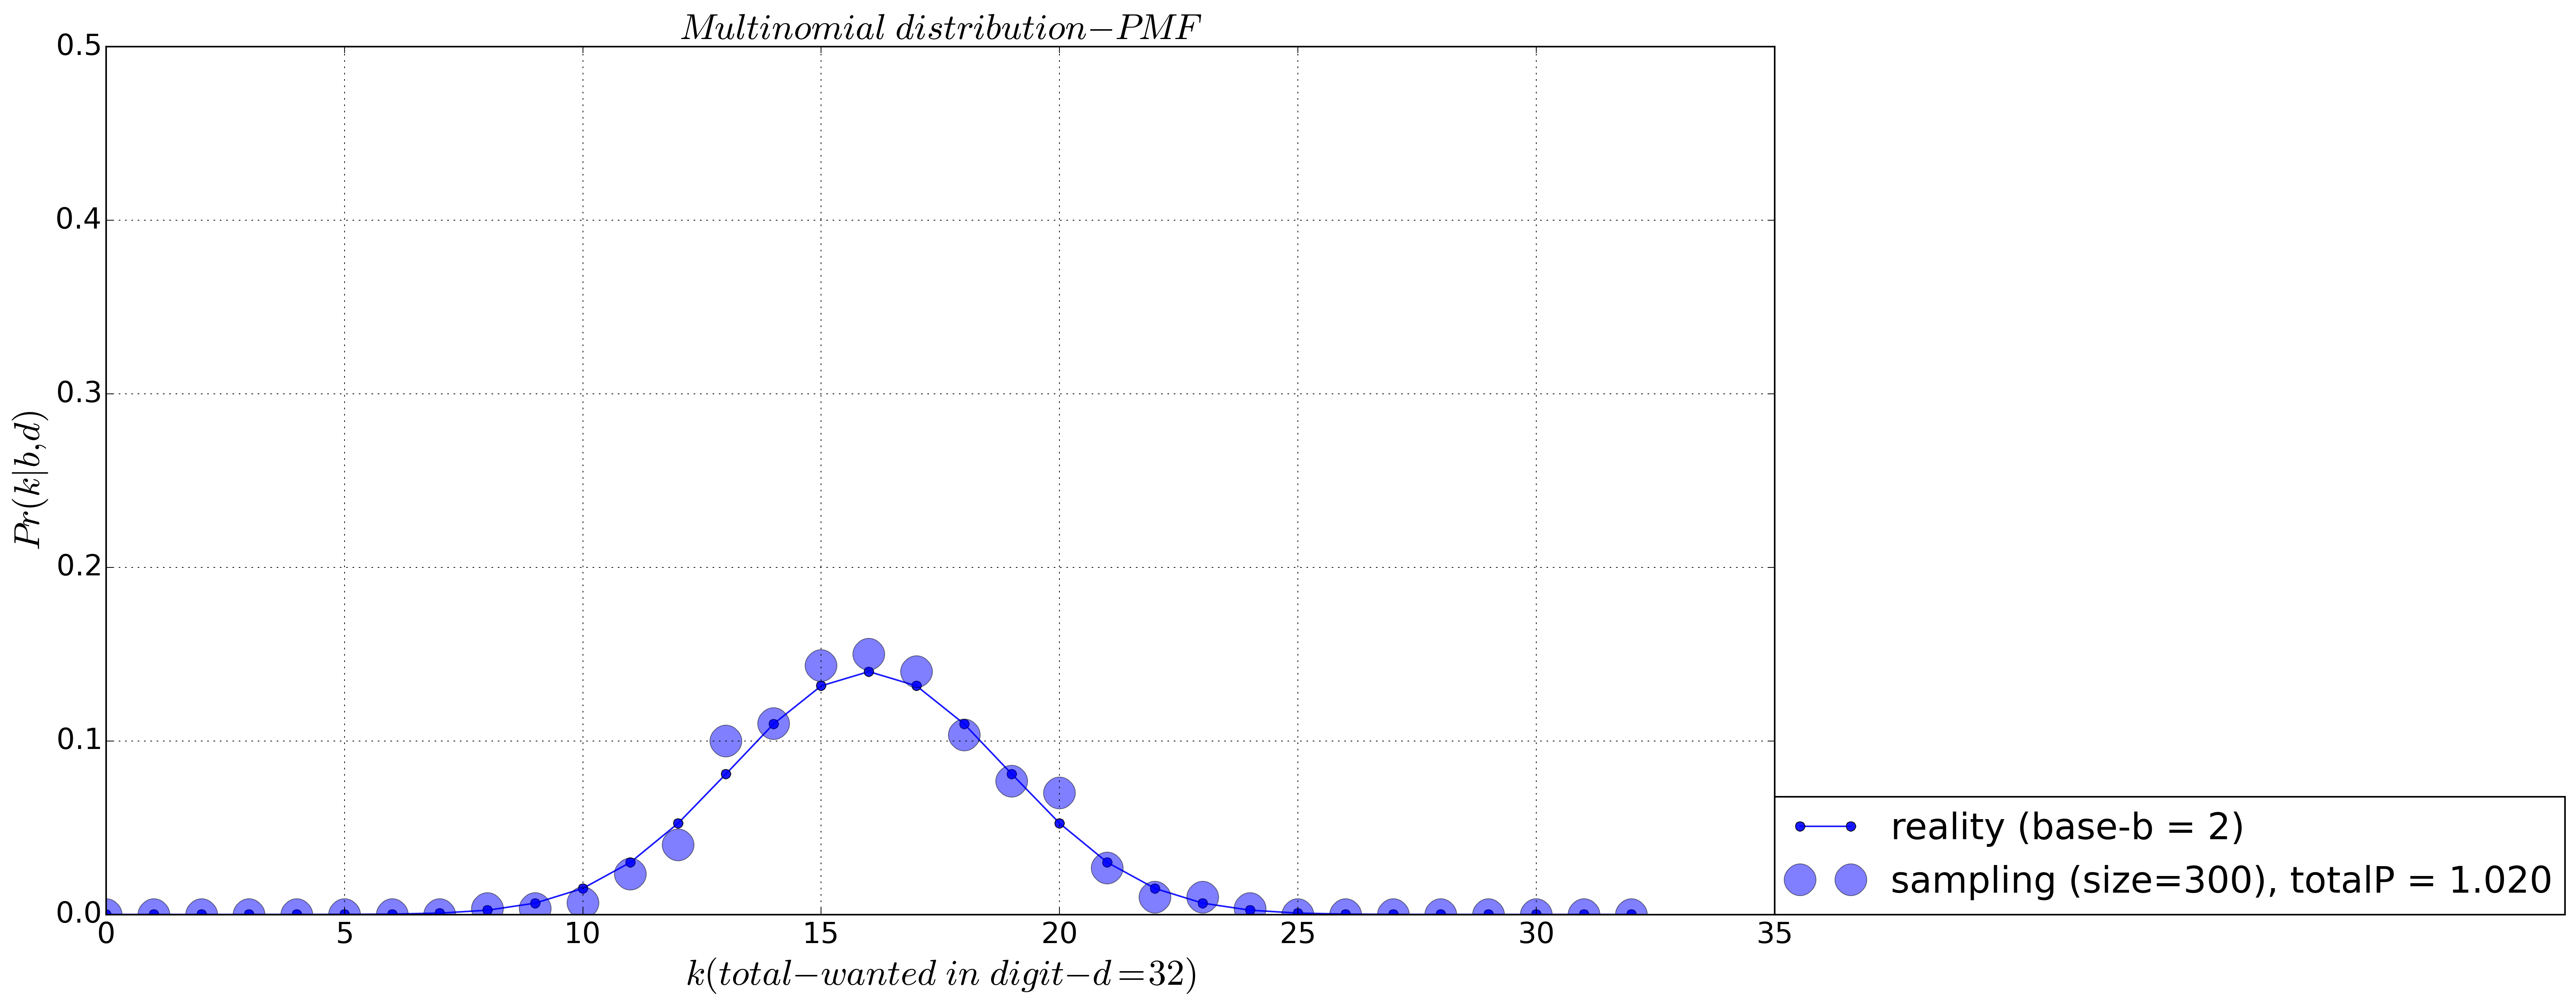 Multinomial distribution−PMF
0.5
0.4
0.3
0.2
0.1
0.0
Pr(k|b,d)
0 5 10 15 20 25 30 35
k(total−wanted in digit−d=32)
reality (base-b = 2)
sampling (size=300), totalP = 1.020